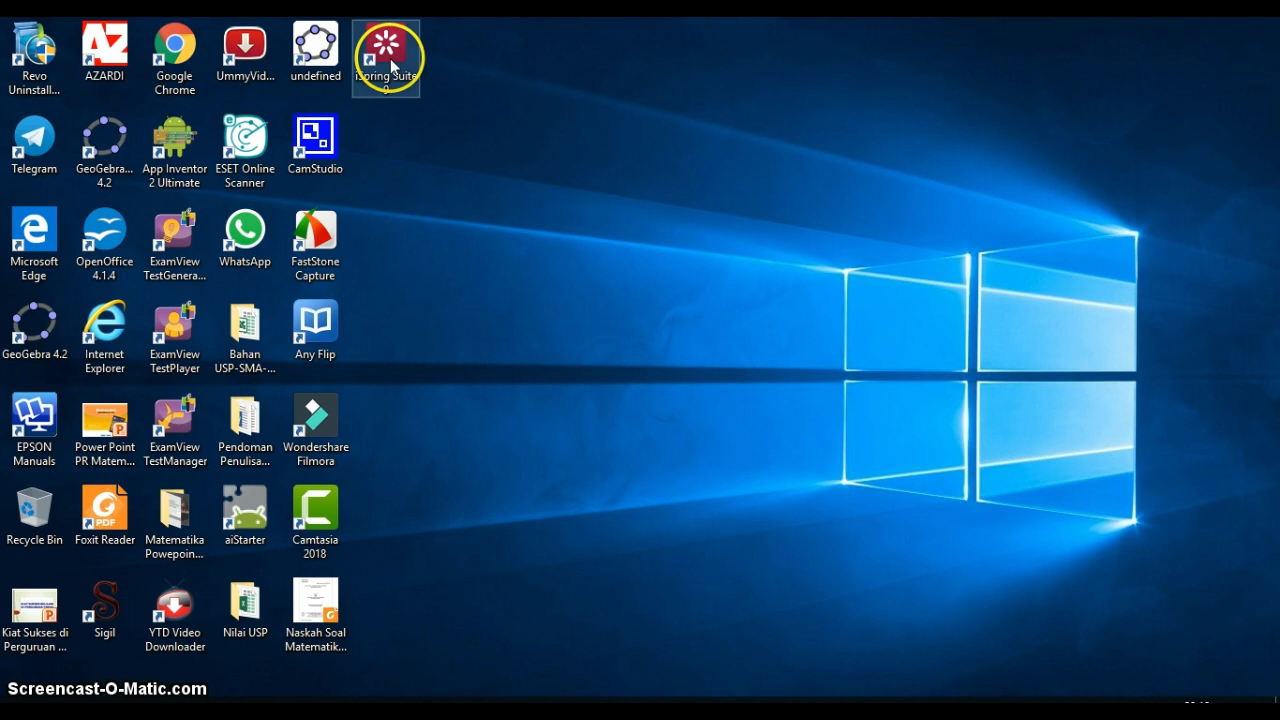 Revo
Uninstall...
AZARDI
Google
Chrome
UmmyVid...
undefined
iSpring Suite
9
Telegram
GeoGebra...
4.2
App Inventor
2 Ultimate
ESET Online
Scanner
CamStudio
Microsoft
Edge
OpenOffice
4.1.4
ExamView
TestGenera...
WhatsApp
FastStone
Capture
GeoGebra 4.2
Internet
Explorer
ExamView
TestPlayer
Bahan
USP-SMA-...
Any Flip
EPSON
Manuals
Power Point
PR Matem...
ExamView
TestManager
Pendoman
Penulisa...
Wondershare
Filmora
Recycle Bin
Foxit Reader
Matematika
Powepoin...
aiStarter
Camtasia
2018
Kiat Sukses di
Perguruan ...
Sigil
YTD Video
Downloader
Nilai USP
Naskah Soal
Matematik...
AZ
PDF
Screencast-O-Matic.com